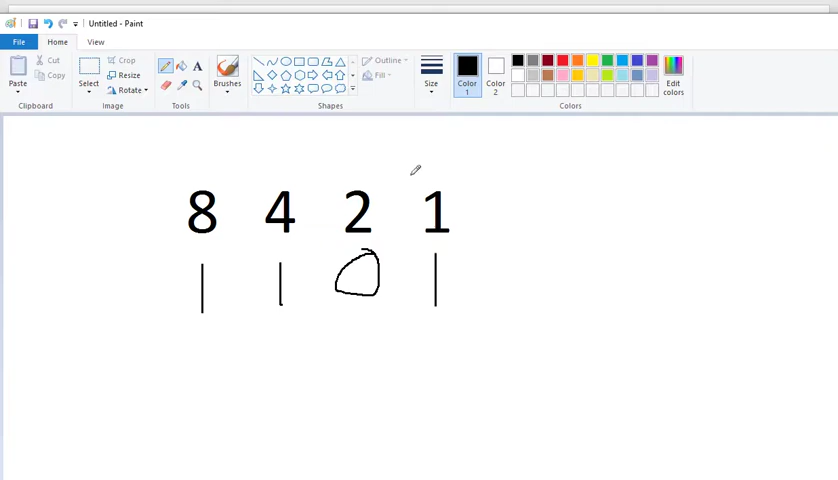 Untitled - Paint
File Home View
Paste
Cut
Copy
Clipboard
Select
Crop
Resize
Rotate
Image
A
Tools
Brushes
Shapes
Outline
Fill
Size
Color 1
Color 2
Edit colors
Colors
8 4 2 1
1 1 0 1